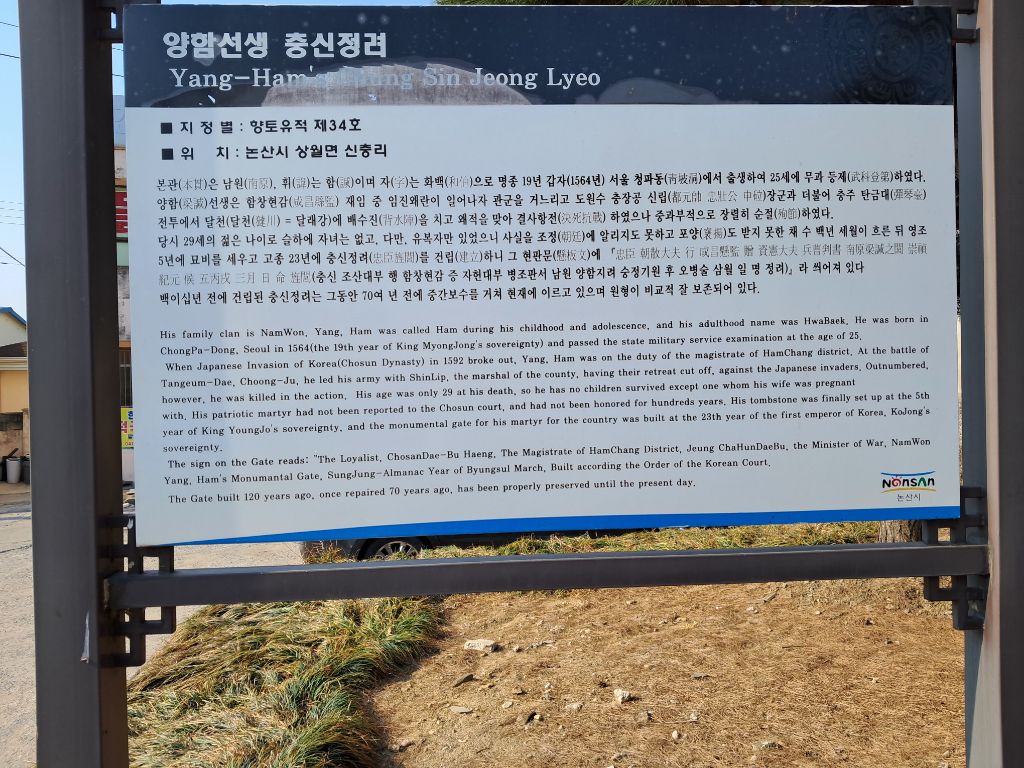 양함선생 충신정려
Yang-Ham's Chung Sin Jeong Lyeo
■ 지 정 별 : 향토유적 제34호
■ 위 치 : 논산시 상월면 신충리
본관(本貫)은 남원(南原), 휘(諱)는 함(諴)이며 자(字)는 화백(和伯)으로 명종 19년 갑자(1564년) 서울 청파동(靑坡洞)에서 출생하여 25세에 무과 등제(武科登第)하였다.
양함(梁諴)선생은 함창현감(咸昌縣監) 재임 중 임진왜란이 일어나자 관군을 거느리고 도원수 충장공 신립(都元帥 忠壯公 申砬)장군과 더불어 충주 탄금대(彈琴臺)
전투에서 달천(달천(㺚川) = 달래강)에 배수진(背水陣)을 치고 왜적을 맞아 결사항전(決死抗戰) 하였으나 중과부적으로 장렬히 순절(殉節)하였다.
당시 29세의 젊은 나이로 슬하에 자녀는 없고, 다만, 유복자만 있었으니 사실을 조정(朝廷)에 알리지도 못하고 포양(褒揚)도 받지 못한 채 수 백년 세월이 흐른 뒤 영조
5년에 묘비를 세우고 고종 23년에 충신정려(忠臣旌閭)를 건립(建立)하니 그 현판문(懸板文)에 「忠臣 朝散大夫 行 咸昌懸監 贈 資憲大夫 兵曹判書 南原梁諴之閭 崇禎
紀元 候 五丙戌 三月 日 命 旌閭(충신 조산대부 행 함창현감 증 자헌대부 병조판서 남원 양함지려 숭정기원 후 오병술 삼월 일 명 정려)」라 씌어져 있다
백이십년 전에 건립된 충신정려는 그동안 70여 년 전에 중간보수를 거쳐 현재에 이르고 있으며 원형이 비교적 잘 보존되어 있다.
His family clan is NamWon. Yang, Ham was called Ham during his childhood and adolescence, and his adulthood name was HwaBaek. He was born in
ChongPa-Dong, Seoul in 1564(the 19th year of King MyongJong's sovereignty) and passed the state military service examination at the age of 25.
When Japanese Invasion of Korea(Chosun Dynasty) in 1592 broke out, Yang, Ham was on the duty of the magistrate of HamChang district. At the battle of
Tangeum-Dae, Choong-Ju, he led his army with ShinLip, the marshal of the county, having their retreat cut off, against the Japanese invaders. Outnumbered,
however, he was killed in the action. His age was only 29 at his death, so he has no children survived except one whom his wife was pregnant
with. His patriotic martyr had not been reported to the Chosun court, and had not been honored for hundreds years. His tombstone was finally set up at the 5th
year of King YoungJo's sovereignty, and the monumental gate for his martyr for the country was built at the 23th year of the first emperor of Korea, KoJong's
sovereignty.
The sign on the Gate reads: "The Loyalist, ChosanDae-Bu Haeng, The Magistrate of HamChang District, Jeung ChaHunDaeBu, the Minister of War, NamWon
Yang, Ham's Monumantal Gate, SungJung-Almanac Year of Byungsul March, Built according the Order of the Korean Court.
The Gate built 120 years ago, once repaired 70 years ago, has been properly preserved until the present day.
NonSan
논산시